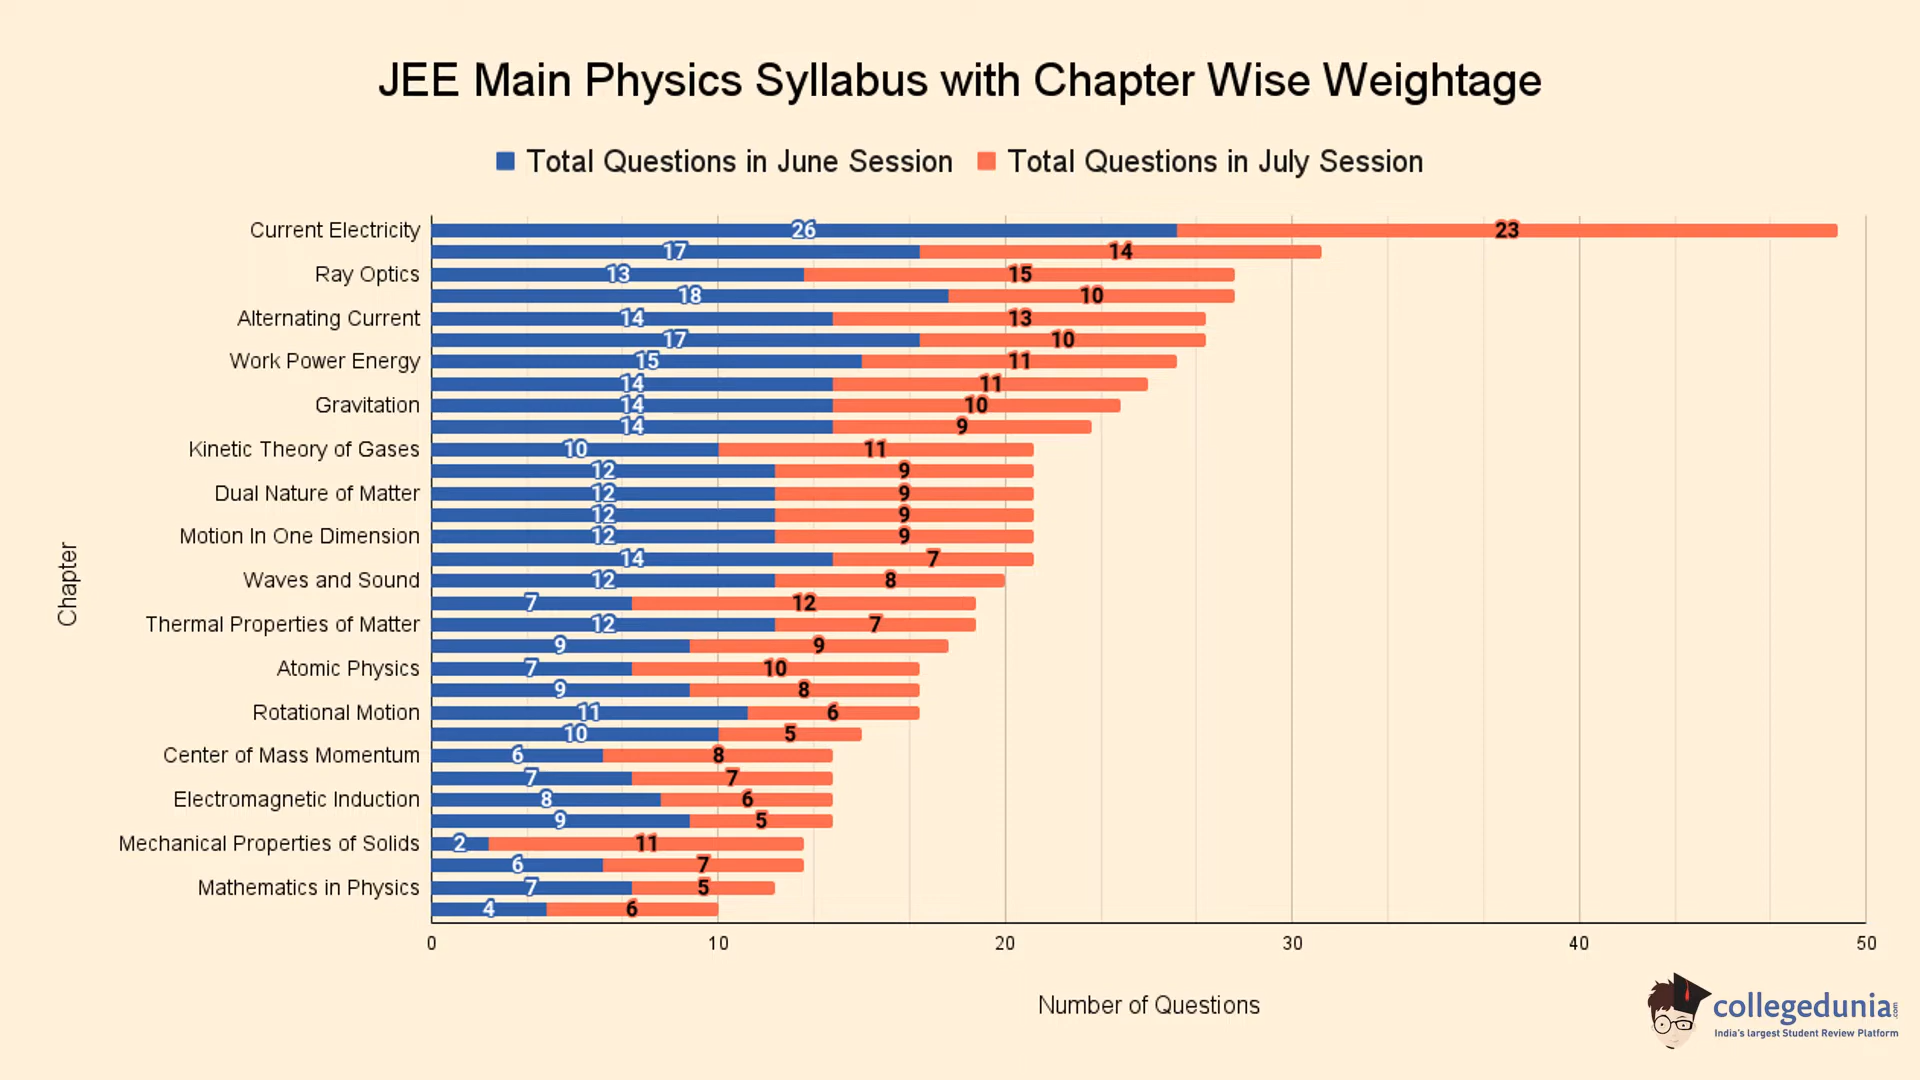 JEE Main Physics Syllabus with Chapter Wise Weightage
Total Questions in June Session Total Questions in July Session
Chapter
Current Electricity 26 23
17 14
Ray Optics 13 15
18 10
Alternating Current 14 13
17 10
Work Power Energy 15 11
14 11
Gravitation 14 10
14 9
Kinetic Theory of Gases 10 11
12 9
Dual Nature of Matter 12 9
12 9
Motion In One Dimension 12 9
14 7
Waves and Sound 12 8
7 12
Thermal Properties of Matter 12 7
9 9
Atomic Physics 7 10
9 8
Rotational Motion 11 6
10 5
Center of Mass Momentum 6 8
7 7
Electromagnetic Induction 8 6
9 5
Mechanical Properties of Solids 2 11
6 7
Mathematics in Physics 7 5
4 6
0 10 20 30 40 50
Number of Questions
collegedunia.com
India's largest Student Review Platform